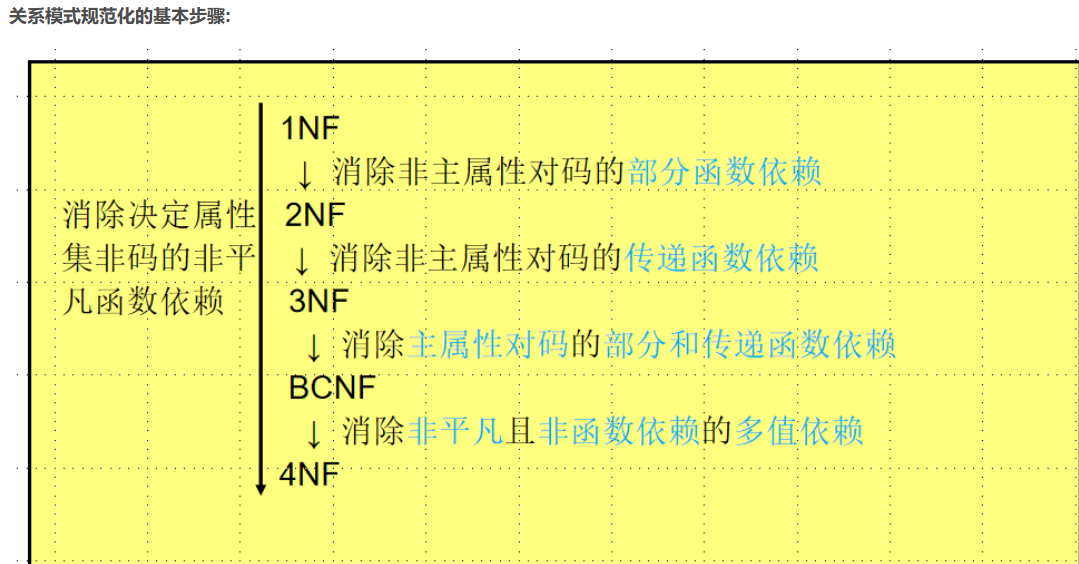 关系模式规范化的基本步骤:
1NF
↓ 消除非主属性对码的部分函数依赖
消除决定属性
2NF
集非码的非平
↓ 消除非主属性对码的传递函数依赖
凡函数依赖
3NF
↓ 消除主属性对码的部分和传递函数依赖
BCNF
↓ 消除非平凡且非函数依赖的多值依赖
4NF